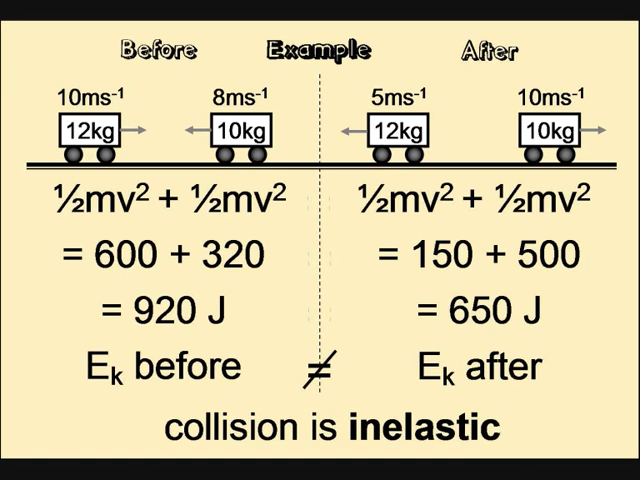 Before Example After
10ms⁻¹ 8ms⁻¹ 5ms⁻¹ 10ms⁻¹
12kg 10kg 12kg 10kg
½mv² + ½mv² ½mv² + ½mv²
= 600 + 320 = 150 + 500
= 920 J = 650 J
Eₖ before ≠ Eₖ after
collision is inelastic